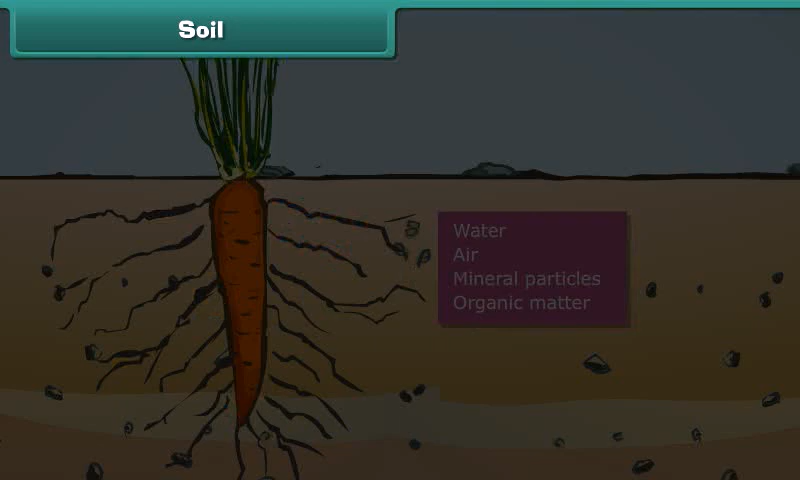 Soil
Water
Air
Mineral particles
Organic matter